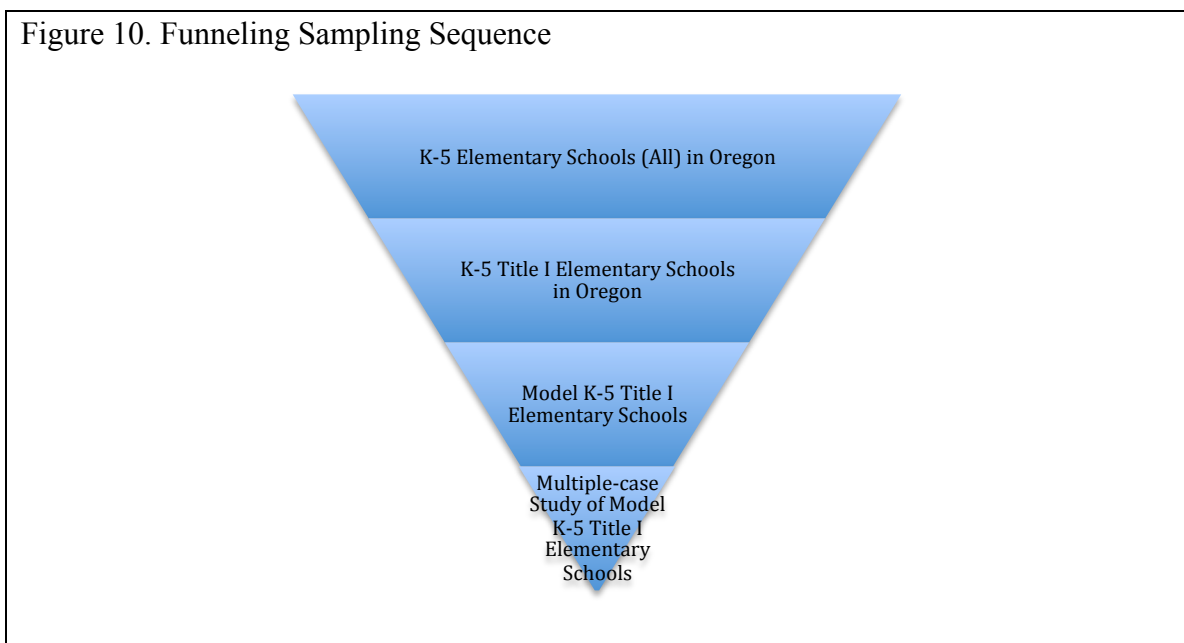 Figure 10. Funneling Sampling Sequence
K-5 Elementary Schools (All) in Oregon
K-5 Title I Elementary Schools
in Oregon
Model K-5 Title I
Elementary Schools
Multiple-case
Study of Model
K-5 Title I
Elementary
Schools